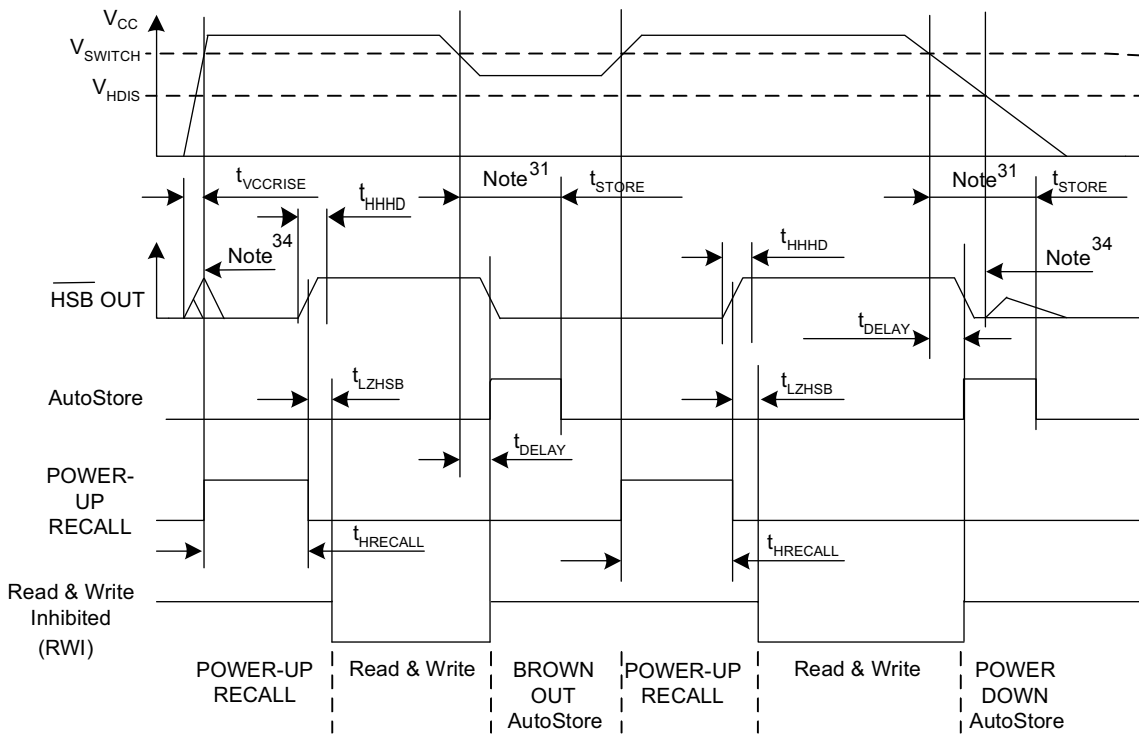 VCC
VSWITCH
VHDIS
tVCCRISE
Note31
tSTORE
Note31
tSTORE
tHHHD
Note34
tHHHD
Note34
HSB OUT
tDELAY
tLZHSB
tLZHSB
AutoStore
tDELAY
POWER-
UP
RECALL
tHRECALL
tHRECALL
Read & Write
Inhibited
(RWI)
POWER-UP
RECALL
Read & Write
BROWN
OUT
AutoStore
POWER-UP
RECALL
Read & Write
POWER
DOWN
AutoStore